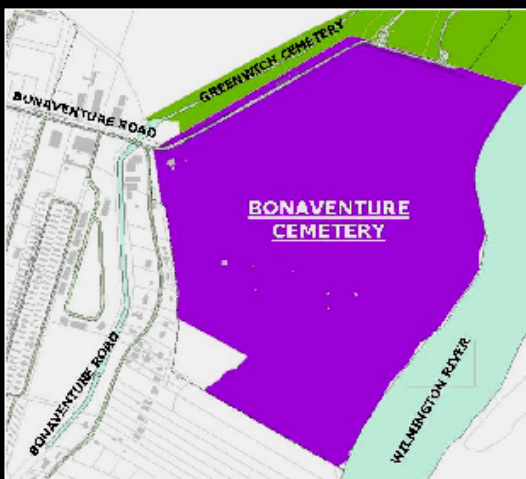 GREENWICH CEMETERY
BONAVENTURE ROAD
BONAVENTURE
CEMETERY
BONAVENTURE ROAD
WILMINGTON RIVER